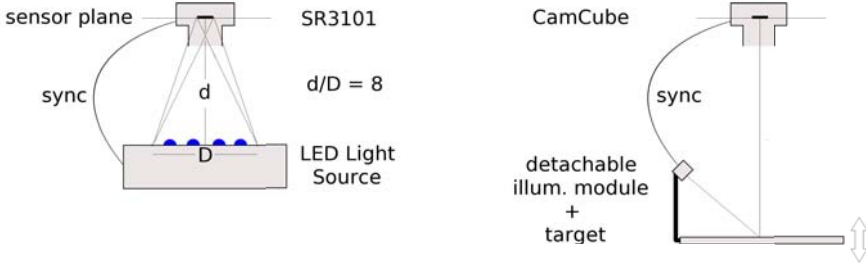 sensor plane
SR3101
sync
d
d/D = 8
D
LED Light
Source
CamCube
sync
detachable
illum. module
+
target